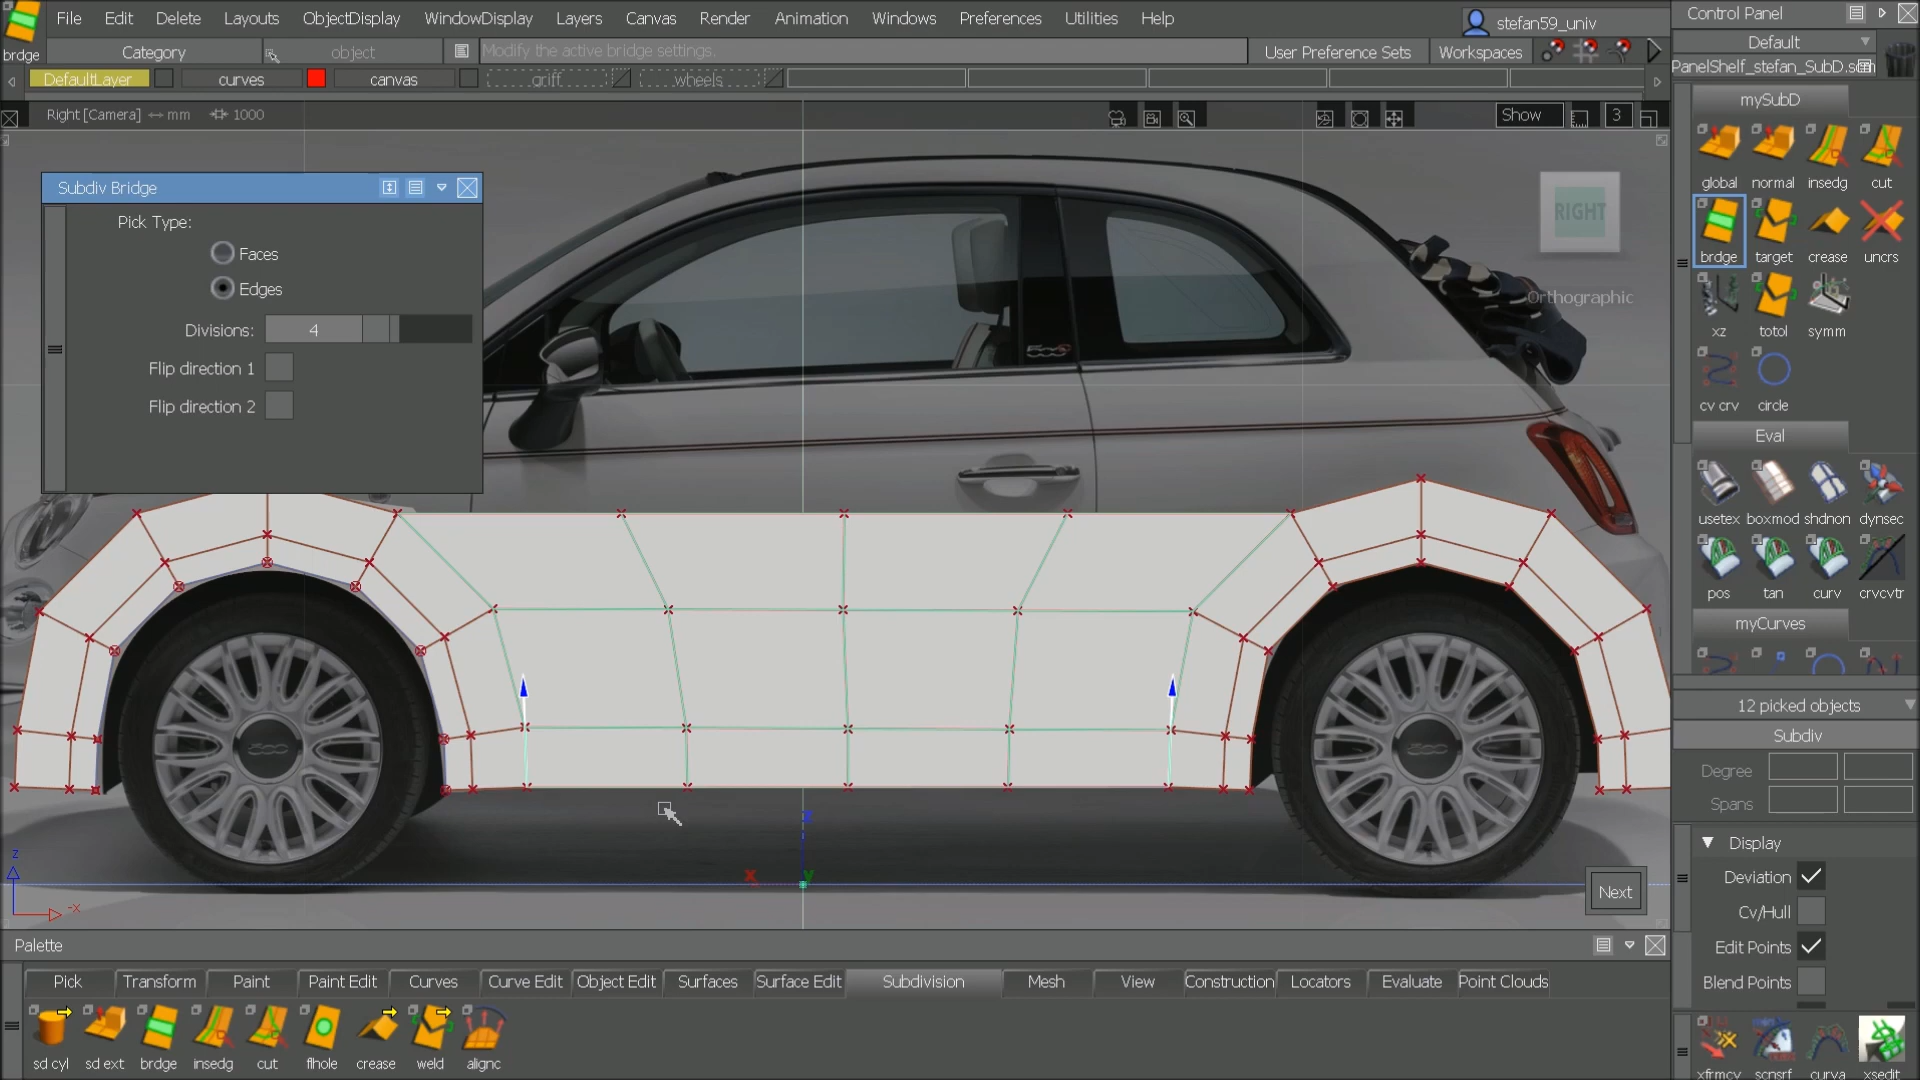 File Edit Delete Layouts ObjectDisplay WindowDisplay Layers Canvas Render Animation Windows Preferences Utilities Help
stefan59_univ
Control Panel
brdge
Category
object
Modify the active bridge settings.
User Preference Sets
Workspaces
Default
PanelShelf_stefan_SubD.scm
DefaultLayer
curves
canvas
griff
wheels
mySubD
Right [Camera] mm 1000
Show
3
Subdiv Bridge
Pick Type:
Faces
Edges
Divisions: 4
Flip direction 1
Flip direction 2
RIGHT
Orthographic
global normal insedg cut
brdge target crease uncrs
xz totol symm
cv crv circle
Eval
usetex boxmod shdnon dynsec
pos tan curv crvcvtr
myCurves
12 picked objects
Subdiv
Degree
Spans
Display
Deviation
Cv/Hull
Edit Points
Blend Points
500
500
z
x
y
z
-x
Next
Palette
Pick Transform Paint Paint Edit Curves Curve Edit Object Edit Surfaces Surface Edit Subdivision Mesh View Construction Locators Evaluate Point Clouds
sd cyl sd ext brdge insedg cut flhole crease weld alignc
xfrmcv scnsrf curva xsedit